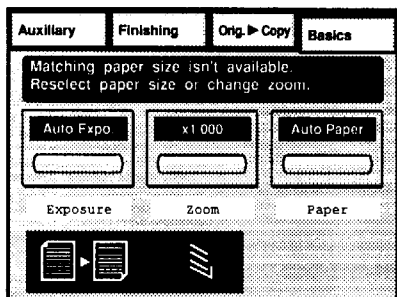 Auxiliary Finishing Orig.▶Copy Basics
Matching paper size isn't available.
Reselect paper size or change zoom.
Auto Expo. x1.000 Auto Paper
Exposure Zoom Paper